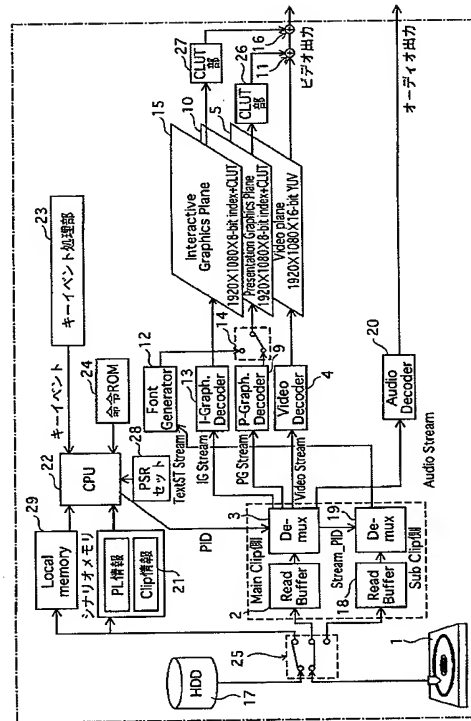 23
キーイベント処理部
キーイベント
24
命令ROM
22
CPU
28
PSR
セット
29
Local
memory
シナリオメモリ
PL情報
Clip情報
21
PID
TextST Stream
12
Font
Generator
14
13
I-Graph.
Decoder
IG Stream
9
P-Graph.
Decoder
PG Stream
4
Video
Decoder
Video Stream
20
Audio
Decoder
Audio Stream
15
Interactive
Graphics Plane
1920×1080×8-bit index+CLUT
10
Presentation Graphics Plane
1920×1080×8-bit index+CLUT
5
Video plane
1920×1080×16-bit YUV
27
CLUT部
26
CLUT部
16
11
ビデオ出力
オーディオ出力
Main Clip側
2
Read
Buffer
3
De-
mux
Stream_PID
18
Read
Buffer
19
De-
mux
Sub Clip側
25
HDD
17
1